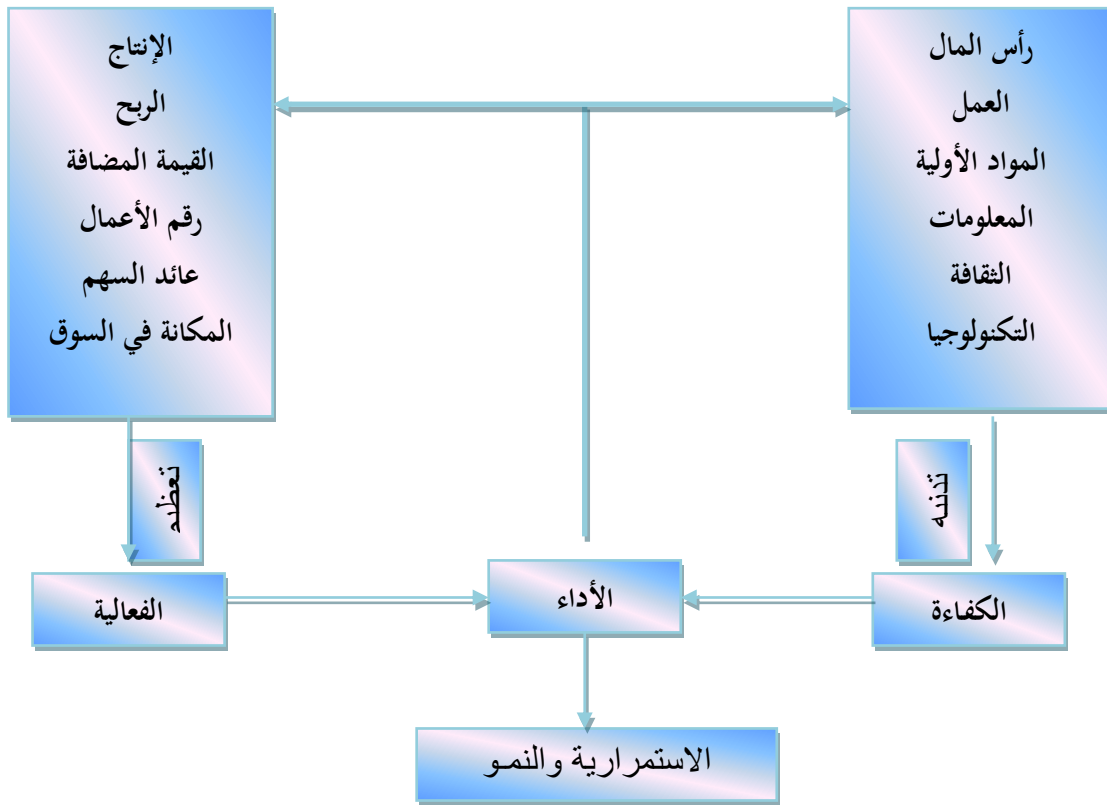 رأس المال
العمل
المواد الأولية
المعلومات
الثقافة
التكنولوجيا
الإنتاج
الربح
القيمة المضافة
رقم الأعمال
عائد السهم
المكانة في السوق
تعظيم
الكفاءة
الأداء
الفعالية
الاستمرارية والنمو